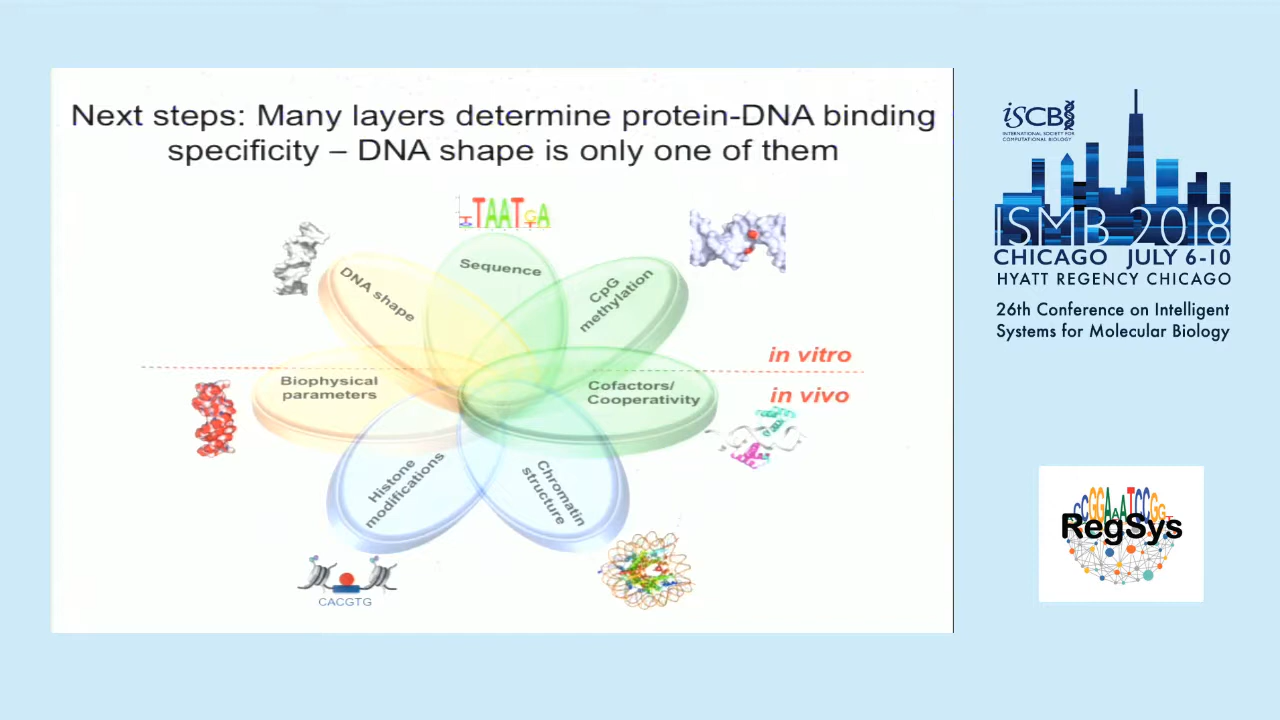 Next steps: Many layers determine protein-DNA binding
specificity – DNA shape is only one of them
TAAT
A
Sequence
DNA shape
CpG
methylation
in vitro
Biophysical
parameters
Cofactors/
Cooperativity
in vivo
Histone
modifications
Chromatin
structure
CACGTG
iSCB
INTERNATIONAL SOCIETY FOR
COMPUTATIONAL BIOLOGY
ISMB 2018
CHICAGO JULY 6-10
HYATT REGENCY CHICAGO
26th Conference on Intelligent
Systems for Molecular Biology
CCGGAAATCCGGT
RegSys